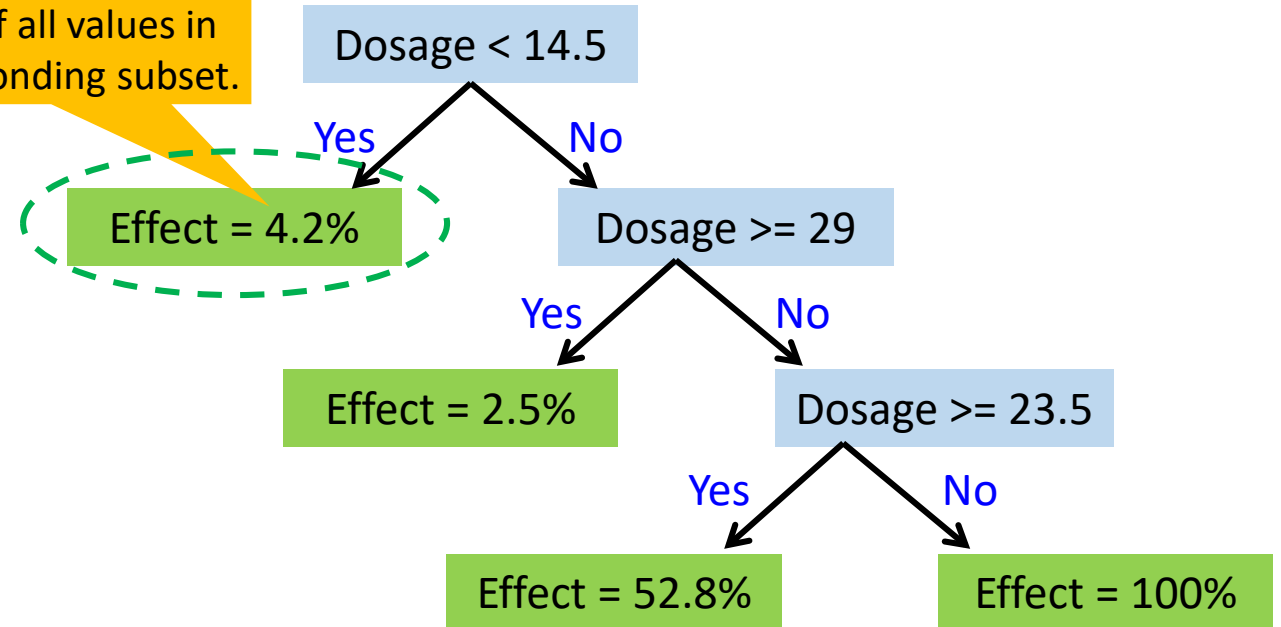 f all values in
onding subset.
Dosage < 14.5
Yes
No
Effect = 4.2%
Dosage >= 29
Yes
No
Effect = 2.5%
Dosage >= 23.5
Yes
No
Effect = 52.8%
Effect = 100%